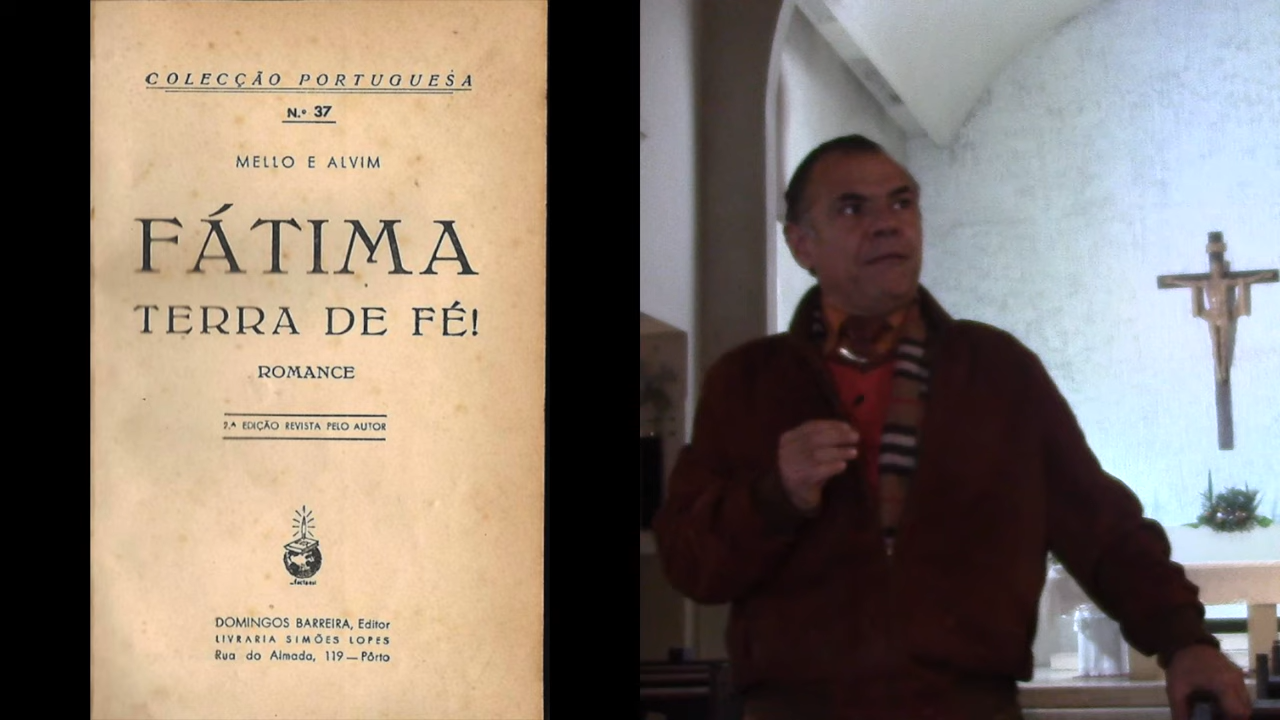 COLECÇÃO PORTUGUESA
N.º 37
MELLO E ALVIM
FÁTIMA
TERRA DE FÉ!
ROMANCE
2.ª EDIÇÃO REVISTA PELO AUTOR
DOMINGOS BARREIRA, Editor
LIVRARIA SIMÕES LOPES
Rua do Almada, 119 — Pôrto